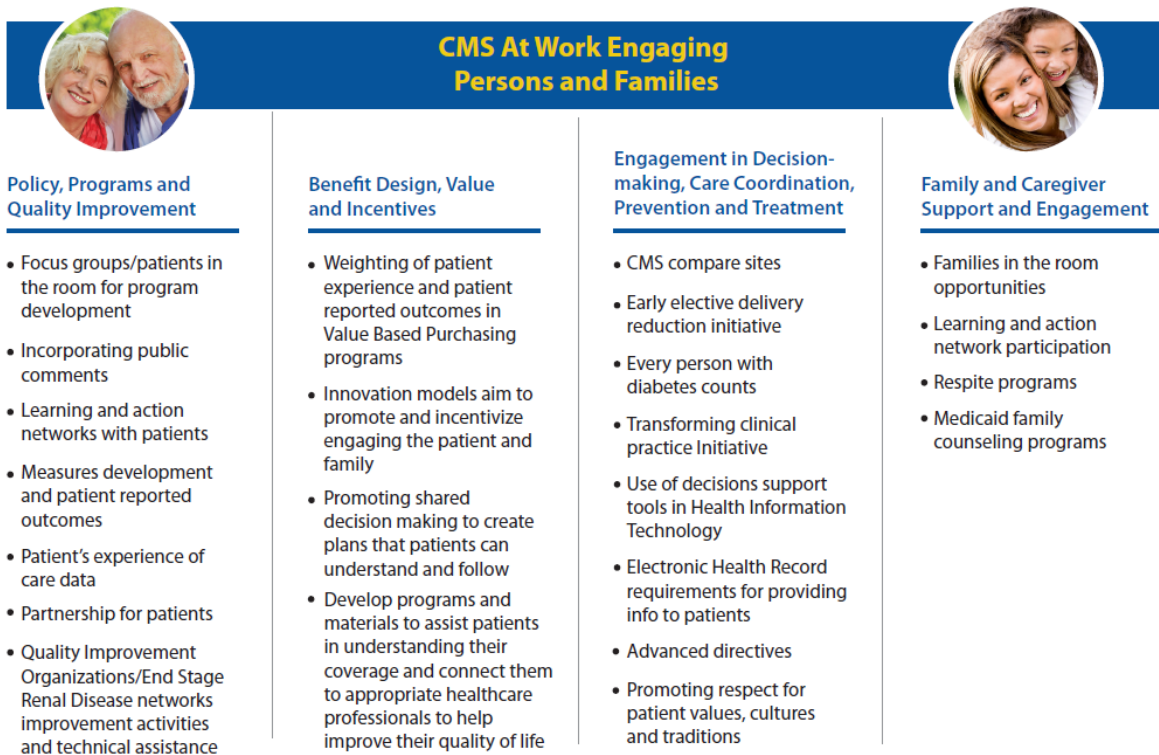 CMS At Work Engaging
Persons and Families
Policy, Programs and
Quality Improvement
• Focus groups/patients in
the room for program
development
• Incorporating public
comments
• Learning and action
networks with patients
• Measures development
and patient reported
outcomes
• Patient's experience of
care data
• Partnership for patients
• Quality Improvement
Organizations/End Stage
Renal Disease networks
improvement activities
and technical assistance
Benefit Design, Value
and Incentives
• Weighting of patient
experience and patient
reported outcomes in
Value Based Purchasing
programs
• Innovation models aim to
promote and incentivize
engaging the patient and
family
• Promoting shared
decision making to create
plans that patients can
understand and follow
• Develop programs and
materials to assist patients
in understanding their
coverage and connect them
to appropriate healthcare
professionals to help
improve their quality of life
Engagement in Decision-
making, Care Coordination,
Prevention and Treatment
• CMS compare sites
• Early elective delivery
reduction initiative
• Every person with
diabetes counts
• Transforming clinical
practice Initiative
• Use of decisions support
tools in Health Information
Technology
• Electronic Health Record
requirements for providing
info to patients
• Advanced directives
• Promoting respect for
patient values, cultures
and traditions
Family and Caregiver
Support and Engagement
• Families in the room
opportunities
• Learning and action
network participation
• Respite programs
• Medicaid family
counseling programs